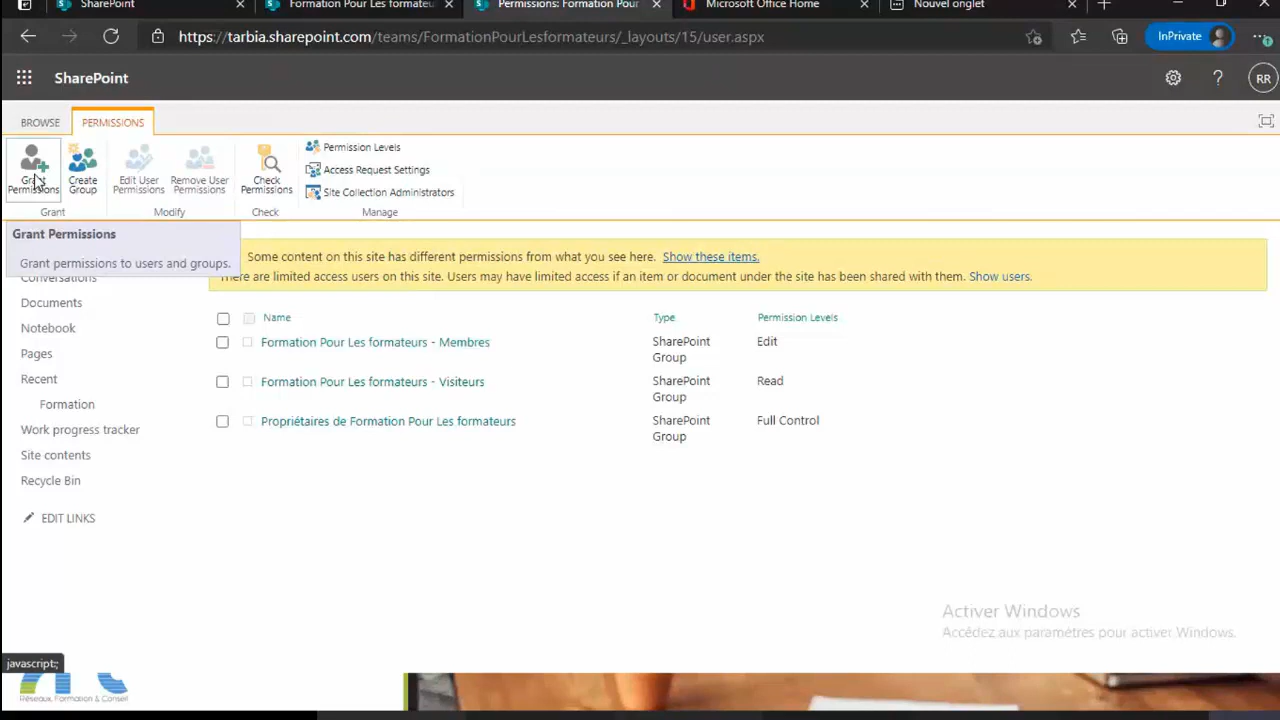 SharePoint
Formation Pour Les formateu
Permissions: Formation Pour
Microsoft Office Home
Nouvel onglet
https://tarbia.sharepoint.com/teams/FormationPourLesformateurs/_layouts/15/user.aspx
InPrivate
SharePoint
?
RR
BROWSE
PERMISSIONS
Permissions
Create
Group
Edit User
Permissions
Remove User
Permissions
Check
Permissions
Permission Levels
Access Request Settings
Site Collection Administrators
Grant
Modify
Check
Manage
Grant Permissions
Grant permissions to users and groups.
Some content on this site has different permissions from what you see here. Show these items.
There are limited access users on this site. Users may have limited access if an item or document under the site has been shared with them. Show users.
Conversations
Documents
Notebook
Pages
Recent
Formation
Work progress tracker
Site contents
Recycle Bin
EDIT LINKS
Name
Type
Permission Levels
Formation Pour Les formateurs - Membres
SharePoint
Group
Edit
Formation Pour Les formateurs - Visiteurs
SharePoint
Group
Read
Propriétaires de Formation Pour Les formateurs
SharePoint
Group
Full Control
Activer Windows
Accédez aux paramètres pour activer Windows.
javascript:;
Réseaux, Formation & Conseil